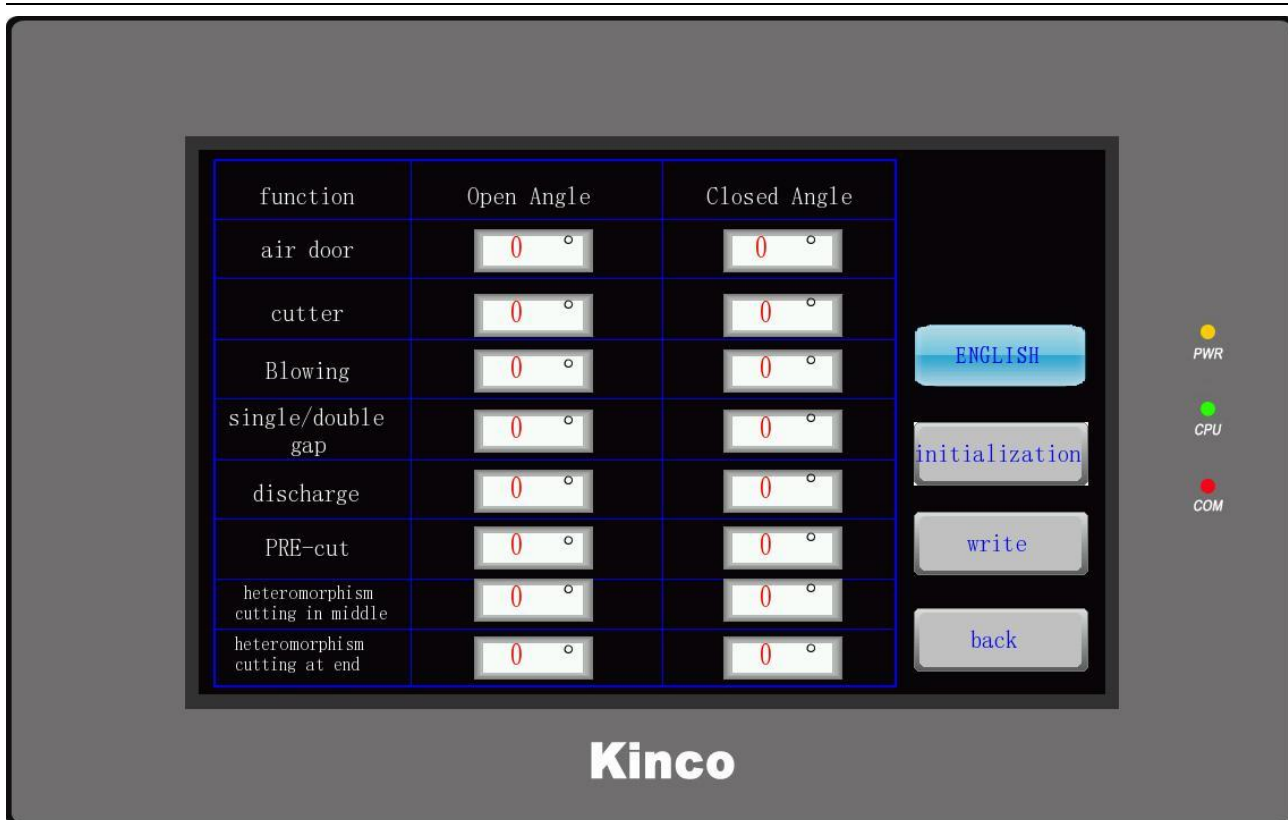 function Open Angle Closed Angle
air door 0 ° 0 °
cutter 0 ° 0 °
Blowing 0 ° 0 °
single/double
gap 0 ° 0 °
discharge 0 ° 0 °
PRE-cut 0 ° 0 °
heteromorphism
cutting in middle 0 ° 0 °
heteromorphism
cutting at end 0 ° 0 °
ENGLISH
initialization
write
back
PWR
CPU
COM
Kinco